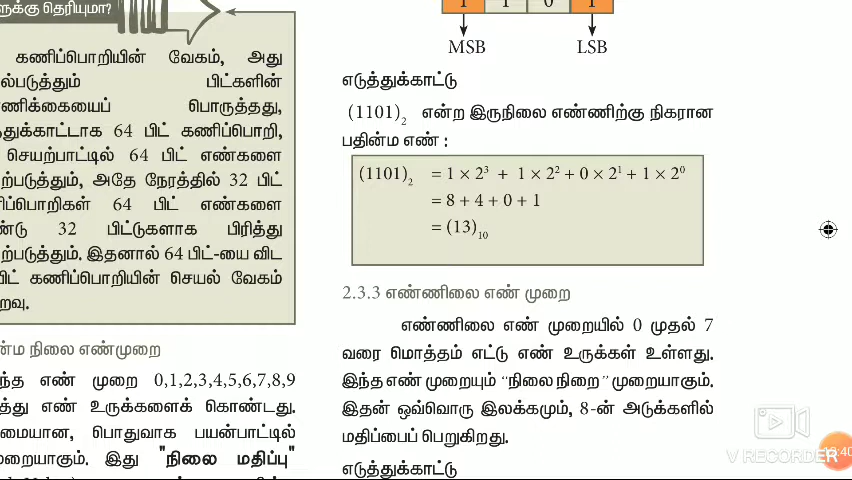 தெரியுமா?
கணிப்பொறியின் வேகம், அது
பிட்களின்
பொருத்தது,
64 பிட் கணிப்பொறி,
செயற்பாட்டில் 64 பிட் எண்களை
அதே நேரத்தில் 32 பிட்
64 பிட் எண்களை
32 பிட்டுகளாக பிரித்து
இதனால் 64 பிட்-யை விட
கணிப்பொறியின் செயல் வேகம்
நிலை எண்முறை
எண் முறை 0,1,2,3,4,5,6,7,8,9
எண் உருக்களைக் கொண்டது.
பொதுவாக பயன்பாட்டில்
இது "நிலை மதிப்பு"
1 1 0 1
MSB LSB
எடுத்துக்காட்டு
(1101)₂ என்ற இருநிலை எண்ணிற்கு நிகரான
பதின்ம எண் :
(1101)₂ = 1 × 2³ + 1 × 2² + 0 × 2¹ + 1 × 2⁰
= 8 + 4 + 0 + 1
= (13)₁₀
2.3.3 எண்ணிலை எண் முறை
எண்ணிலை எண் முறையில் 0 முதல் 7
வரை மொத்தம் எட்டு எண் உருக்கள் உள்ளது.
இந்த எண் முறையும் “நிலை நிறை” முறையாகும்.
இதன் ஒவ்வொரு இலக்கமும், 8-ன் அடுக்களில்
மதிப்பைப் பெறுகிறது.
எடுத்துக்காட்டு
V RECORDER